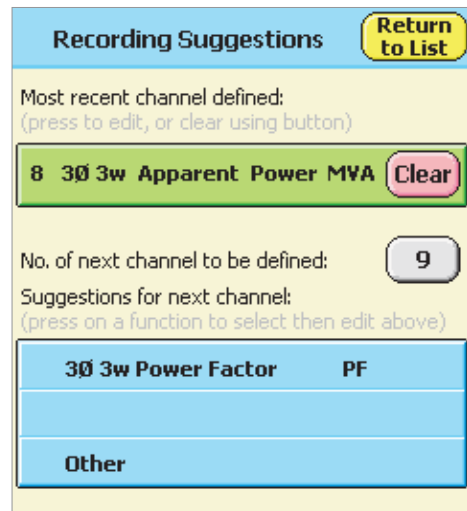 Recording Suggestions
Return
to List
Most recent channel defined:
(press to edit, or clear using button)
8 3Ø 3w Apparent Power MVA Clear
No. of next channel to be defined: 9
Suggestions for next channel:
(press on a function to select then edit above)
3Ø 3w Power Factor PF
Other